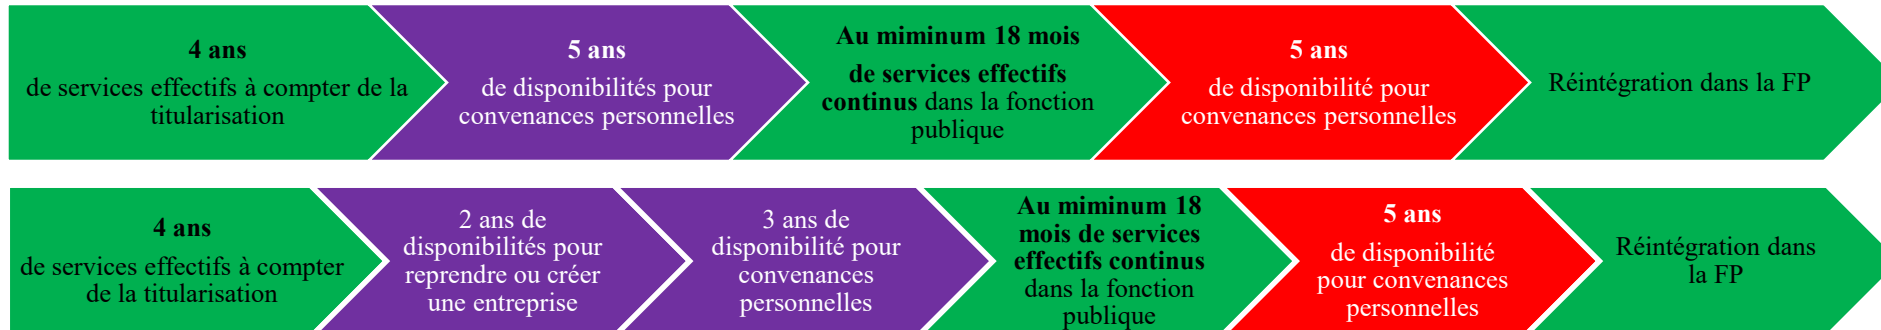 4 ans
de services effectifs à compter de la
titularisation
5 ans
de disponibilités pour
convenances personnelles
Au miminum 18 mois
de services effectifs
continus dans la fonction
publique
5 ans
de disponibilité pour
convenances personnelles
Réintégration dans la FP
4 ans
de services effectifs à compter
de la titularisation
2 ans de
disponibilités pour
reprendre ou créer
une entreprise
3 ans de
disponibilité pour
convenances
personnelles
Au miminum 18
mois de services
effectifs continus
dans la fonction
publique
5 ans
de disponibilité
pour convenances
personnelles
Réintégration dans
la FP